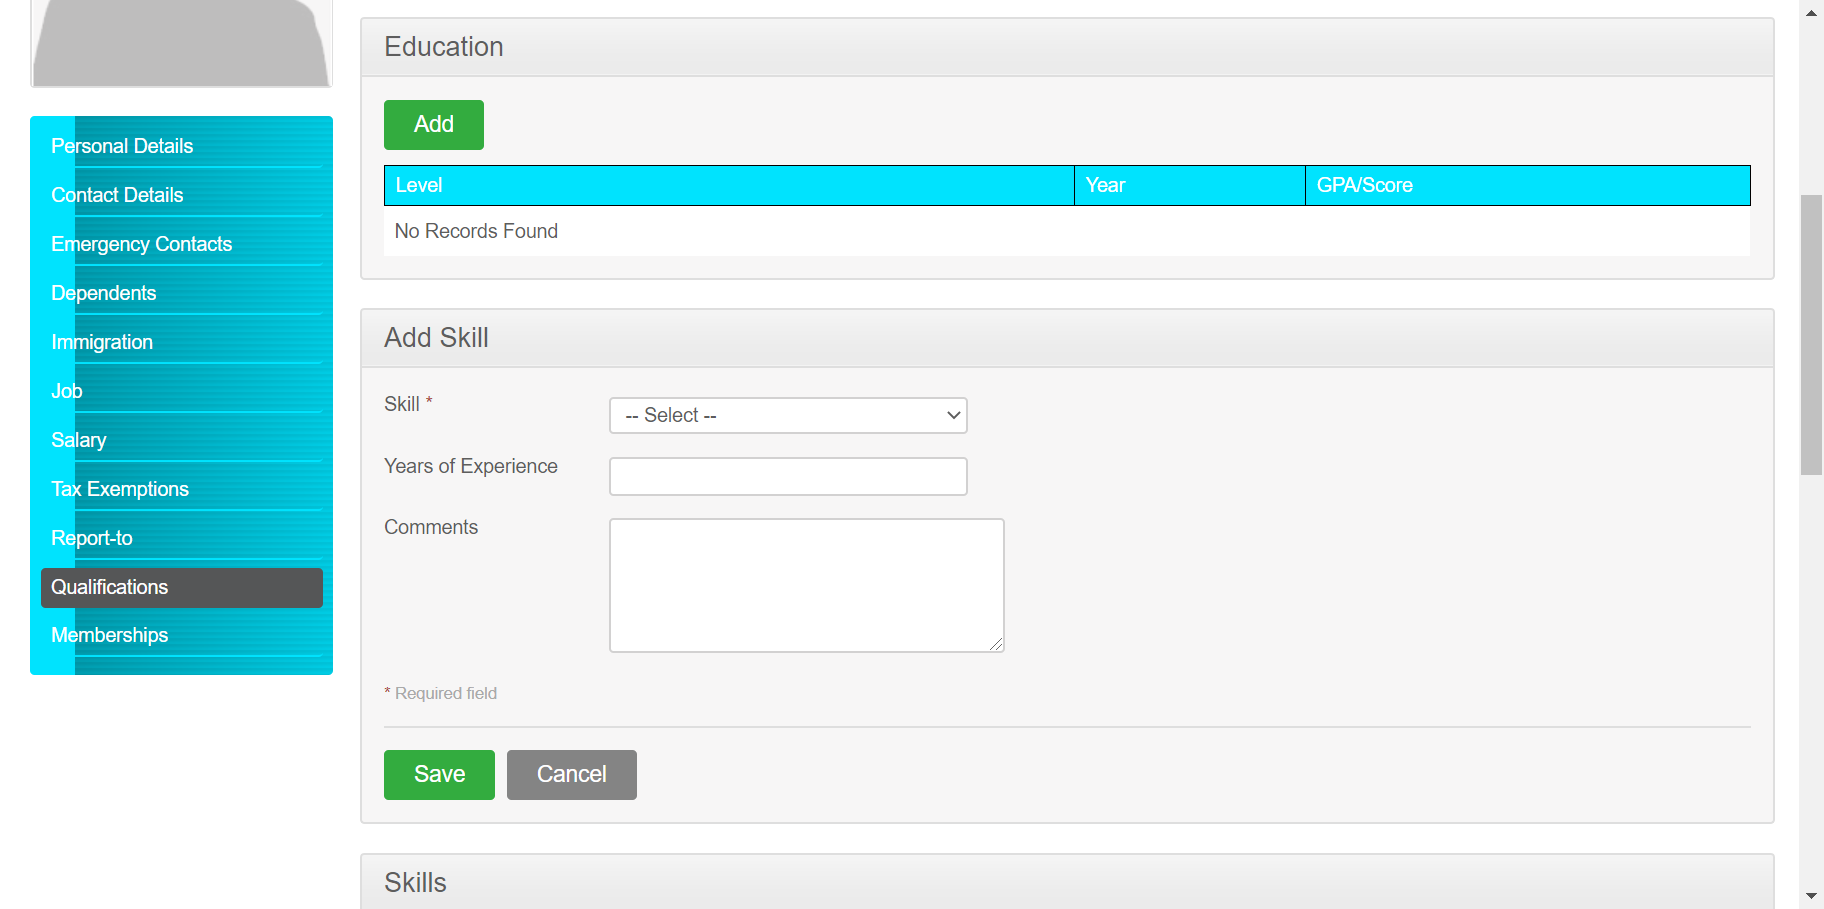 Personal Details
Contact Details
Emergency Contacts
Dependents
Immigration
Job
Salary
Tax Exemptions
Report-to
Qualifications
Memberships
Education
Add
Level Year GPA/Score
No Records Found
Add Skill
Skill *
-- Select --
Years of Experience
Comments
* Required field
Save Cancel
Skills